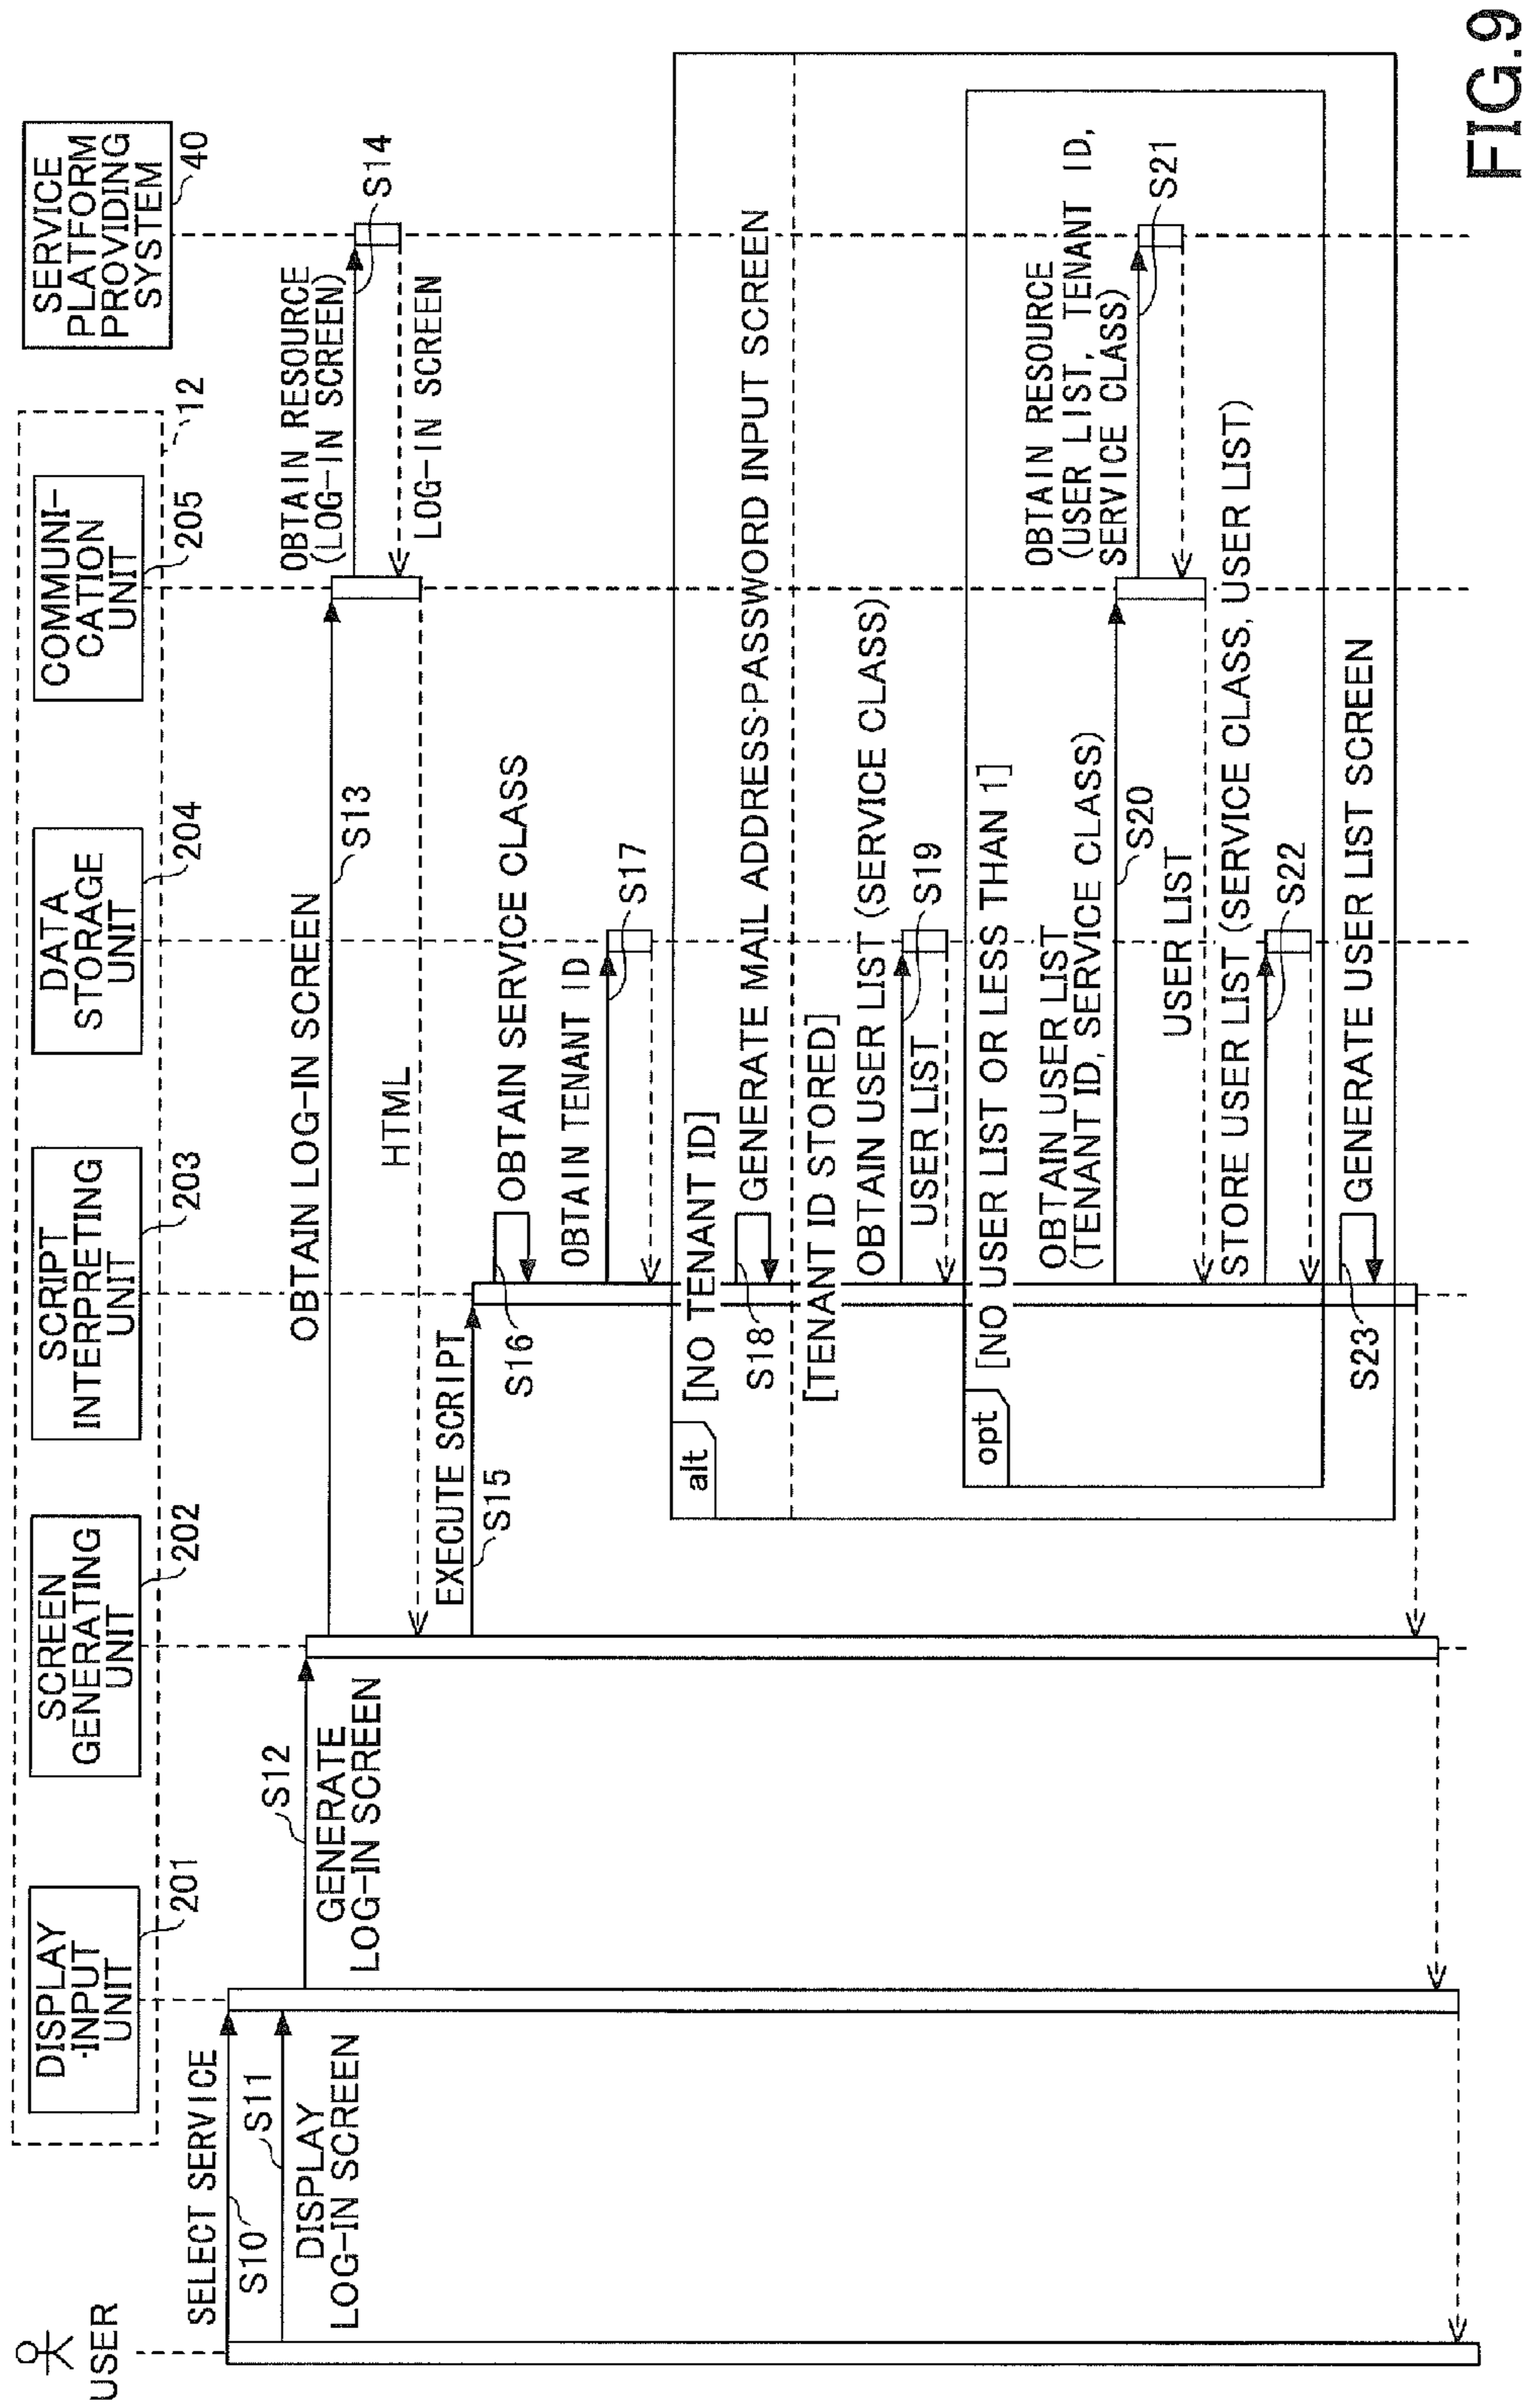 USER
DISPLAY
·INPUT
UNIT
201
SCREEN
GENERATING
UNIT
202
SCRIPT
INTERPRETING
UNIT
203
DATA
STORAGE
UNIT
204
COMMUNI-
CATION
UNIT
205
12
SERVICE
PLATFORM
PROVIDING
SYSTEM
40
SELECT SERVICE
S10
S11
DISPLAY
LOG-IN SCREEN
S12
GENERATE
LOG-IN SCREEN
OBTAIN LOG-IN SCREEN
S13
OBTAIN RESOURCE
(LOG-IN SCREEN)
S14
LOG-IN SCREEN
HTML
EXECUTE SCRIPT
S15
S16
OBTAIN SERVICE CLASS
OBTAIN TENANT ID
S17
alt
[NO TENANT ID]
S18
GENERATE MAIL ADDRESS·PASSWORD INPUT SCREEN
[TENANT ID STORED]
OBTAIN USER LIST (SERVICE CLASS)
S19
USER LIST
opt
[NO USER LIST OR LESS THAN 1]
OBTAIN USER LIST
(TENANT ID, SERVICE CLASS)
S20
OBTAIN RESOURCE
(USER LIST, TENANT ID,
SERVICE CLASS)
S21
USER LIST
STORE USER LIST (SERVICE CLASS, USER LIST)
S22
S23
GENERATE USER LIST SCREEN
FIG.9